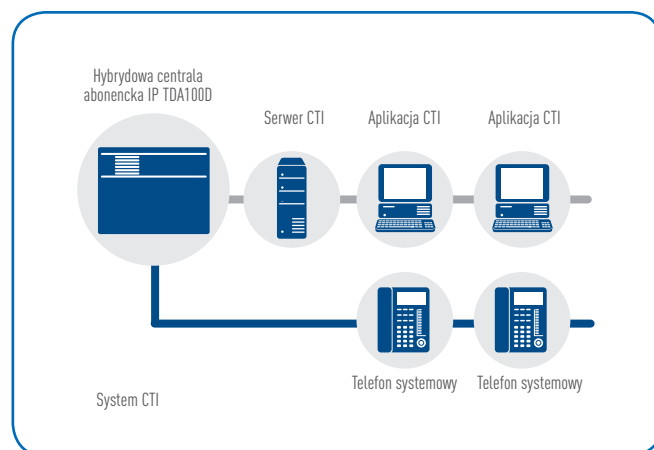 Hybrydowa centrala
abonencka IP TDA100D
Serwer CTI
Aplikacja CTI
Aplikacja CTI
Telefon systemowy
Telefon systemowy
System CTI